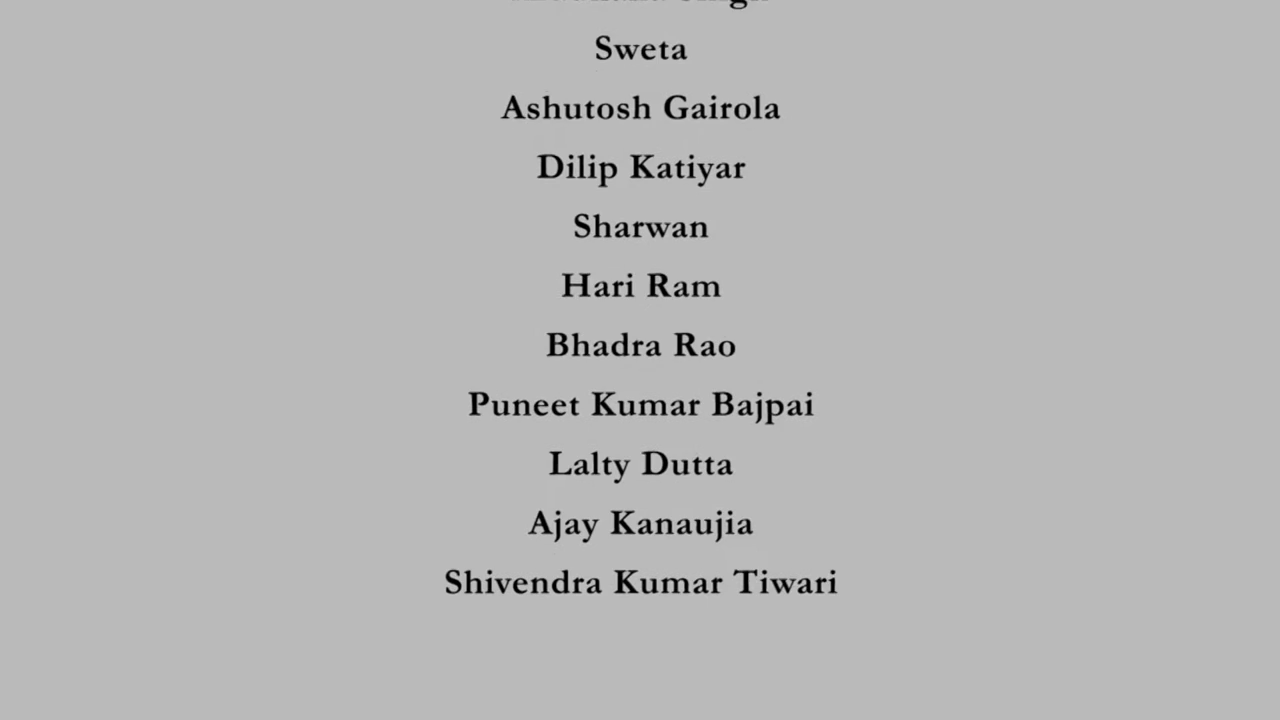 Singh
Sweta
Ashutosh Gairola
Dilip Katiyar
Sharwan
Hari Ram
Bhadra Rao
Puneet Kumar Bajpai
Lalty Dutta
Ajay Kanaujia
Shivendra Kumar Tiwari